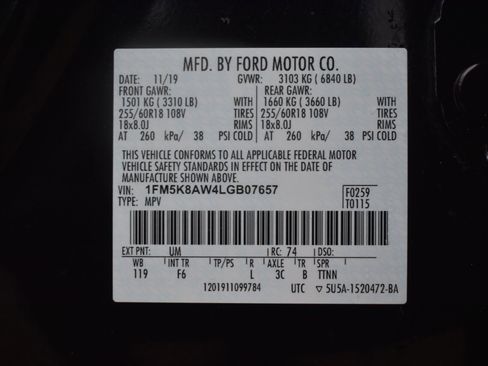 MFD. BY FORD MOTOR CO.
DATE: 11/19 GVWR: 3103 KG ( 6840 LB)
FRONT GAWR: REAR GAWR:
1501 KG ( 3310 LB) WITH 1660 KG ( 3660 LB) WITH
255/60R18 108V TIRES 255/60R18 108V TIRES
18x8.0J RIMS 18x8.0J RIMS
AT 260 kPa/ 38 PSI COLD AT 260 kPa/ 38 PSI COLD
THIS VEHICLE CONFORMS TO ALL APPLICABLE FEDERAL MOTOR
VEHICLE SAFETY STANDARDS IN EFFECT ON THE DATE OF
MANUFACTURE SHOWN ABOVE.
VIN: 1FM5K8AW4LGB07657 F0259
TYPE: MPV T0115
EXT PNT: UM RC: 74 DSO:
WB INT TR TP/PS R AXLE TR SPR
119 F6 L 3C B TTNN
1201911099784 UTC ▽ 5U5A-1520472-BA